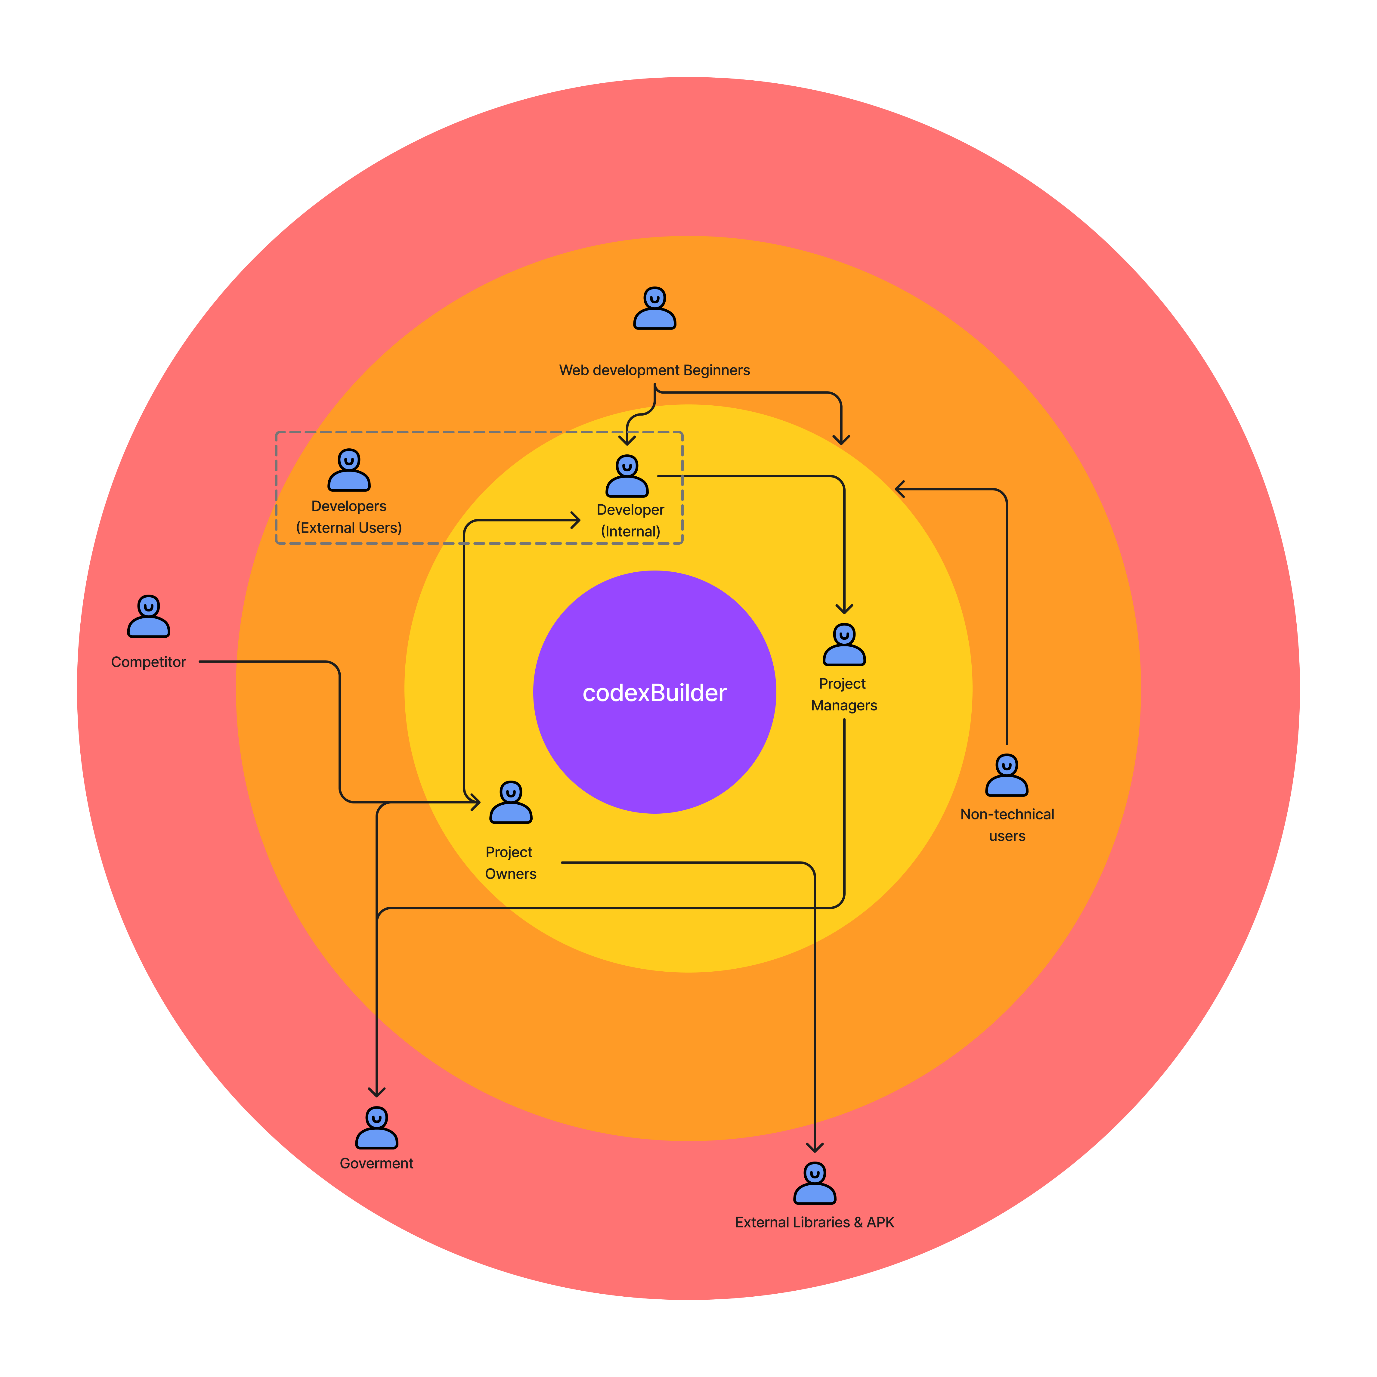 Web development Beginners
Developers
(External Users)
Developer
(Internal)
Competitor
codexBuilder
Project
Managers
Non-technical
users
Project
Owners
Goverment
External Libraries & APK